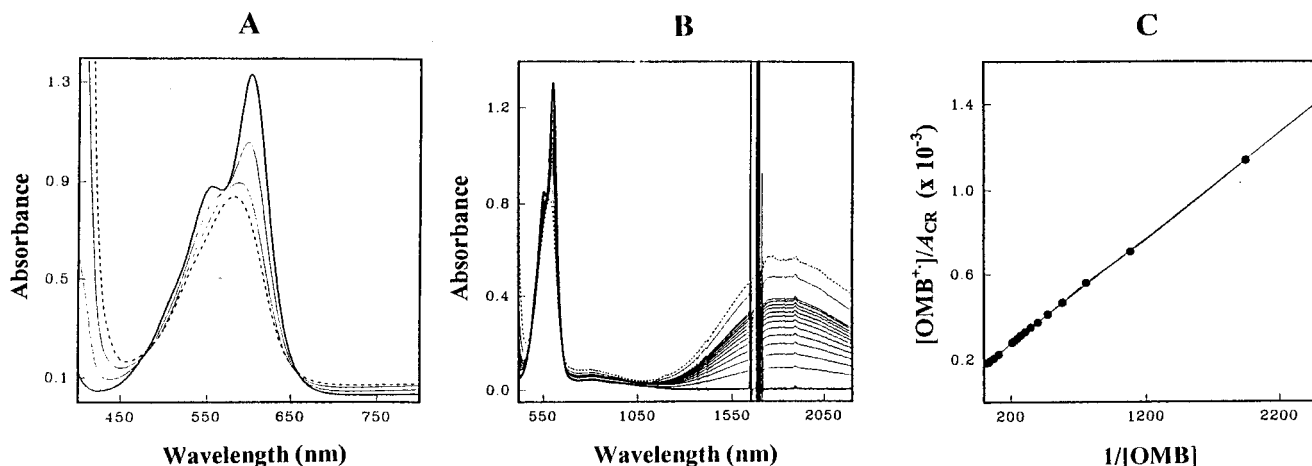 A
B
C
Absorbance
1.3
0.9
0.5
0.1
450
550
650
750
Wavelength (nm)
Absorbance
1.2
0.8
0.4
0.0
550
1050
1550
2050
Wavelength (nm)
[OMB⁺·]/A_CR (x 10⁻³)
1.4
1.0
0.6
0.2
200
1200
2200
1/[OMB]